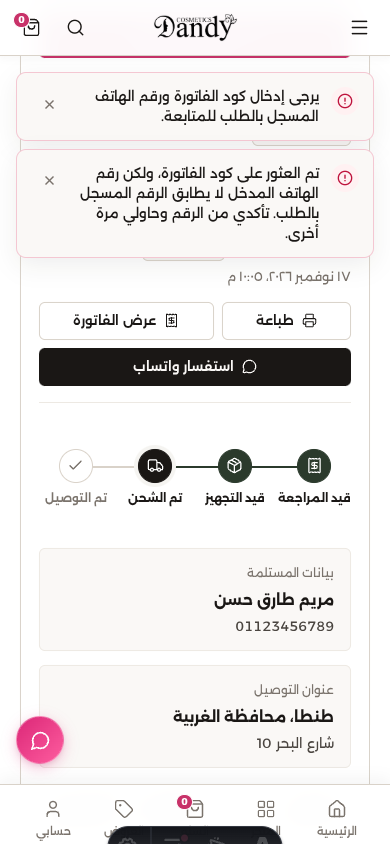 0
COSMETICS
Dandy
يرجى إدخال كود الفاتورة ورقم الهاتف
المسجل بالطلب للمتابعة.
تم العثور على كود الفاتورة، ولكن رقم
الهاتف المدخل لا يطابق الرقم المسجل
بالطلب. تأكدي من الرقم وحاولي مرة
أخرى.
١٧ نوفمبر ٢٠٢٦، ١٠:٠٥ م
طباعة
عرض الفاتورة
استفسار واتساب
قيد المراجعة
قيد التجهيز
تم الشحن
تم التوصيل
بيانات المستلمة
مريم طارق حسن
01123456789
عنوان التوصيل
طنطا، محافظة الغربية
شارع البحر 10
0
الرئيسية
حسابي